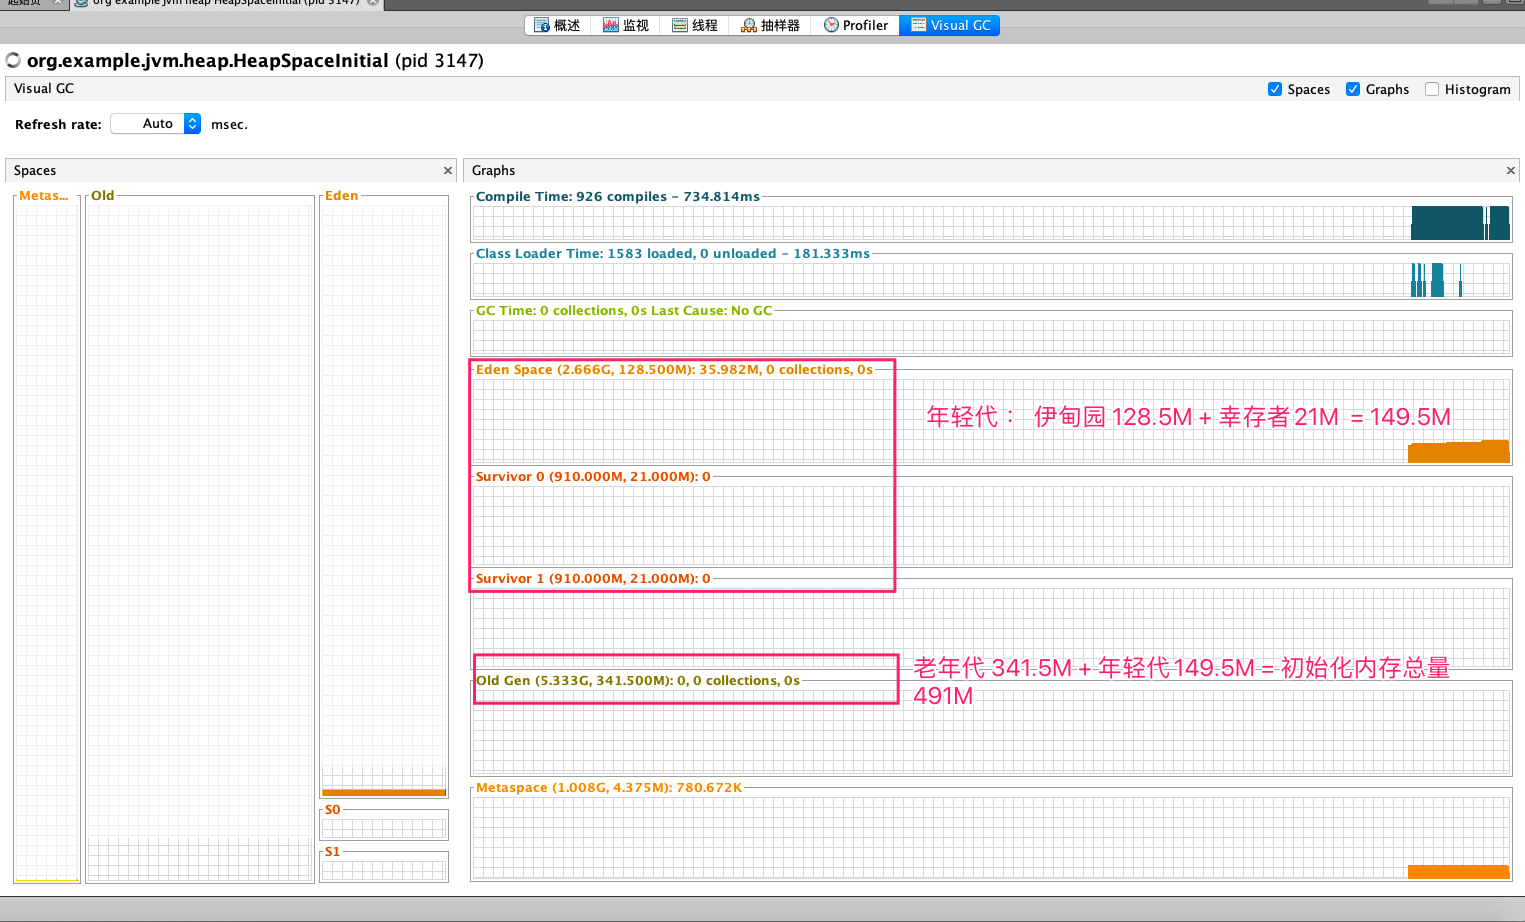 起始页
org.example.jvm.heap.HeapSpaceInitial (pid 3147)
概述
监视
线程
抽样器
Profiler
Visual GC
org.example.jvm.heap.HeapSpaceInitial (pid 3147)
Visual GC
Spaces
Graphs
Histogram
Refresh rate:
Auto
msec.
Spaces
Graphs
Metas...
Old
Eden
S0
S1
Compile Time: 926 compiles - 734.814ms
Class Loader Time: 1583 loaded, 0 unloaded - 181.333ms
GC Time: 0 collections, 0s Last Cause: No GC
Eden Space (2.666G, 128.500M): 35.982M, 0 collections, 0s
年轻代： 伊甸园 128.5M + 幸存者 21M = 149.5M
Survivor 0 (910.000M, 21.000M): 0
Survivor 1 (910.000M, 21.000M): 0
老年代 341.5M + 年轻代 149.5M = 初始化内存总量
491M
Old Gen (5.333G, 341.500M): 0, 0 collections, 0s
Metaspace (1.008G, 4.375M): 780.672K